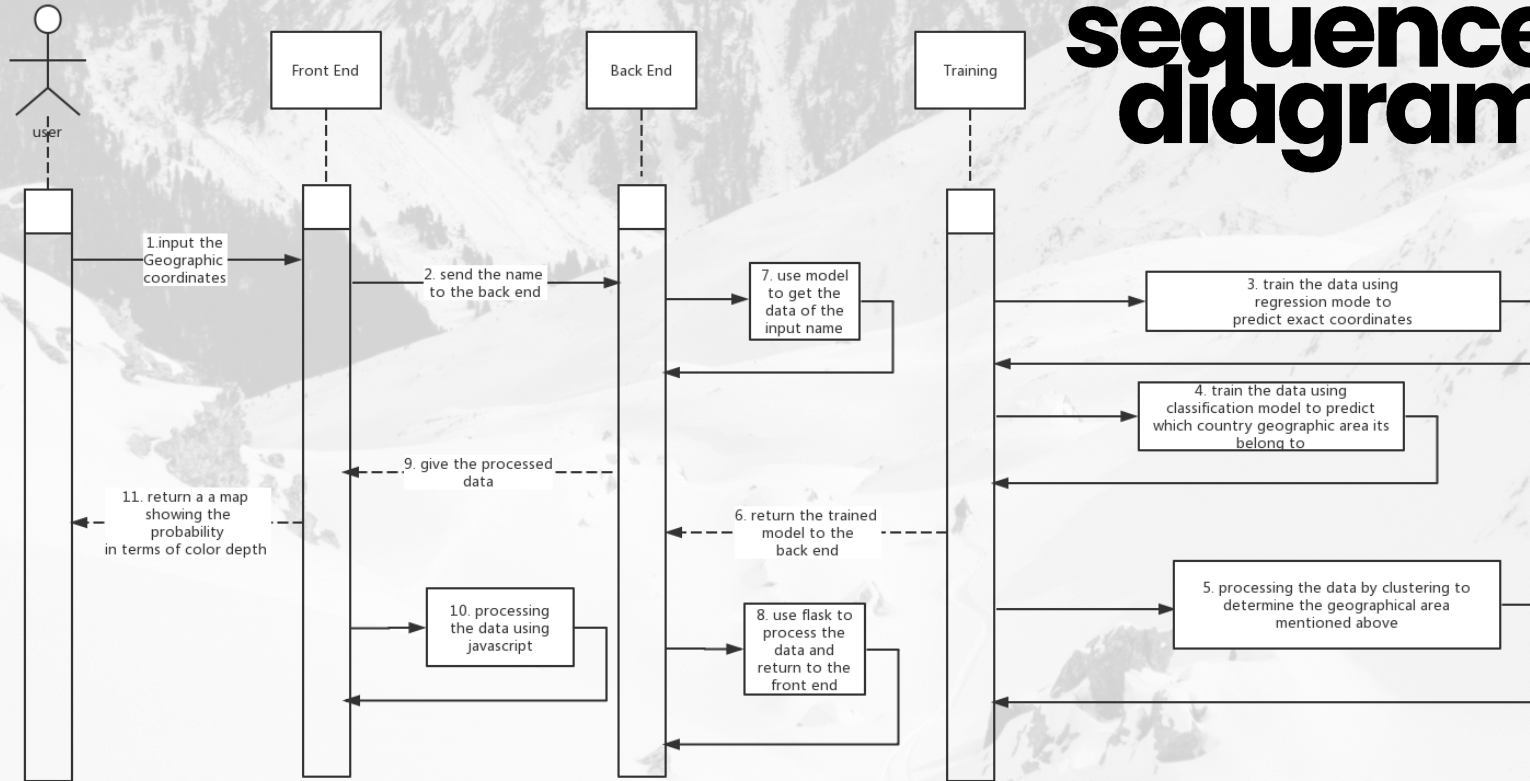 sequence
diagram
user
Front End
Back End
Training
1.input the
Geographic
coordinates
2. send the name
to the back end
7. use model
to get the
data of the
input name
3. train the data using
regression mode to
predict exact coordinates
4. train the data using
classification model to predict
which country geographic area its
belong to
9. give the processed
data
11. return a a map
showing the
probability
in terms of color depth
6. return the trained
model to the
back end
5. processing the data by clustering to
determine the geographical area
mentioned above
10. processing
the data using
javascript
8. use flask to
process the
data and
return to the
front end